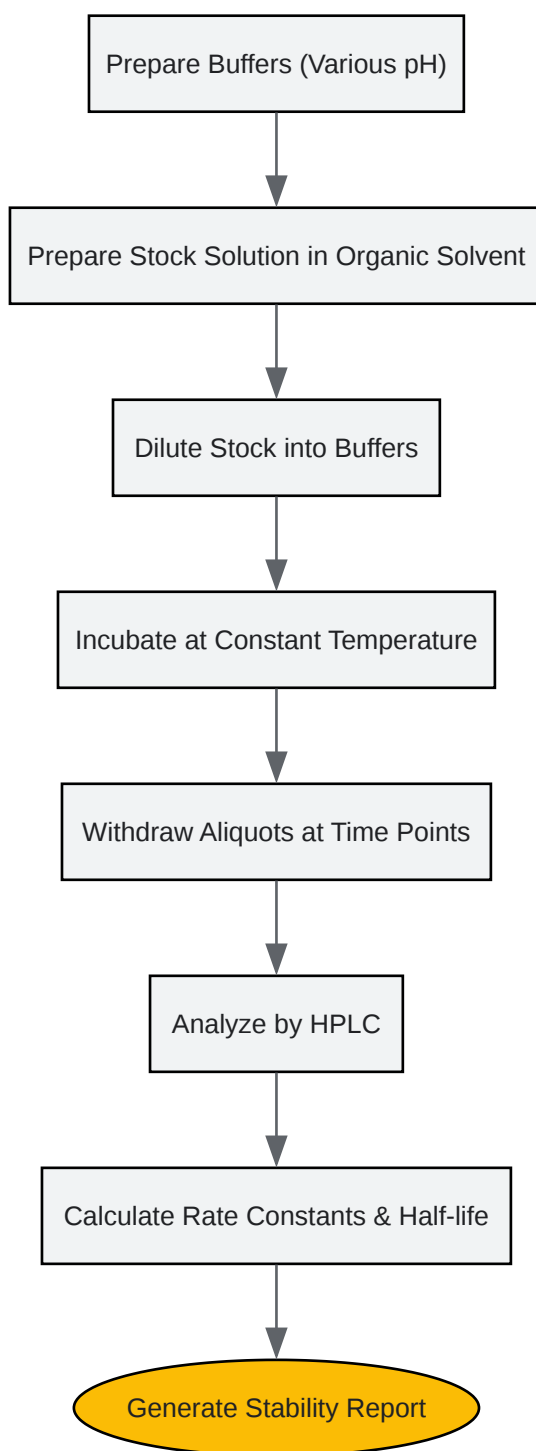 Prepare Buffers (Various pH)
Prepare Stock Solution in Organic Solvent
Dilute Stock into Buffers
Incubate at Constant Temperature
Withdraw Aliquots at Time Points
Analyze by HPLC
Calculate Rate Constants & Half-life
Generate Stability Report